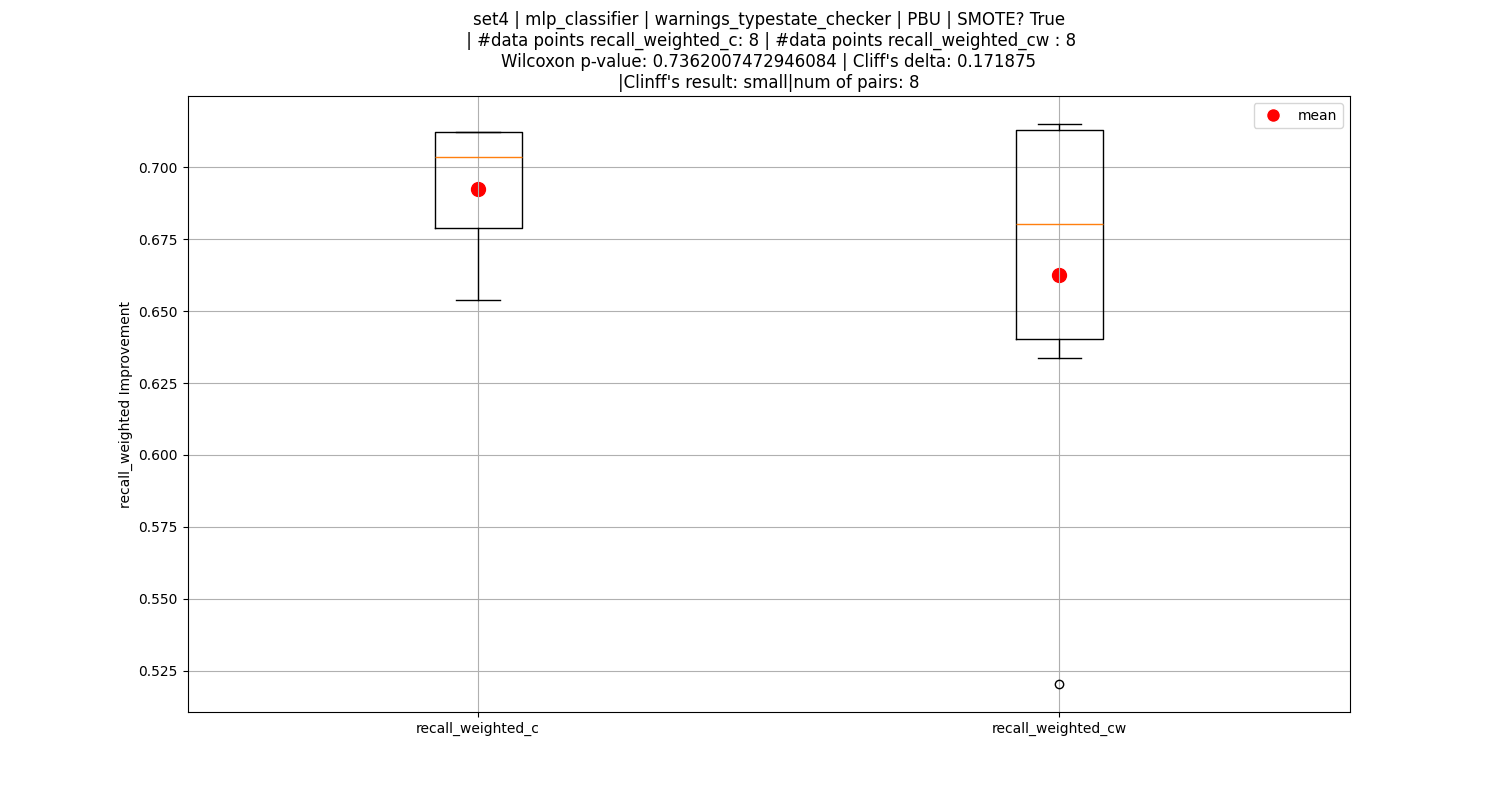 set4 | mlp_classifier | warnings_typestate_checker | PBU | SMOTE? True
| #data points recall_weighted_c: 8 | #data points recall_weighted_cw : 8
Wilcoxon p-value: 0.7362007472946084 | Cliff's delta: 0.171875
|Clinff's result: small|num of pairs: 8
mean
0.700
0.675
0.650
0.625
0.600
0.575
0.550
0.525
recall_weighted Improvement
recall_weighted_c
recall_weighted_cw